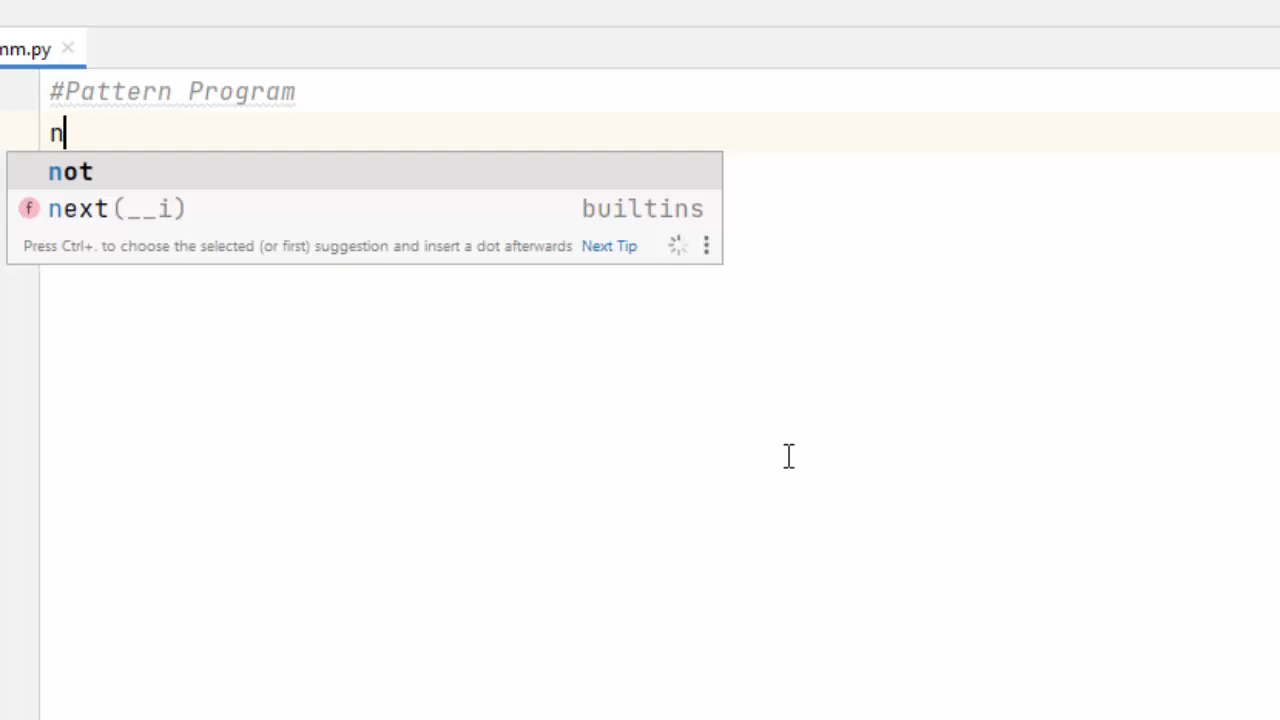 mm.py
#Pattern Program
n
not
f next(__i) builtins
Press Ctrl+. to choose the selected (or first) suggestion and insert a dot afterwards Next Tip